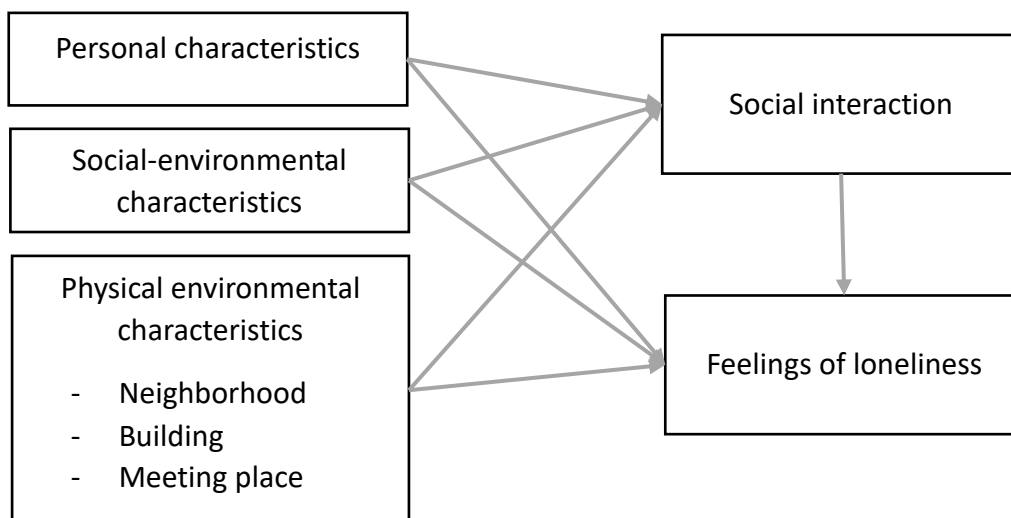 Personal characteristics
Social-environmental
characteristics
Physical environmental
characteristics
- Neighborhood
- Building
- Meeting place
Social interaction
Feelings of loneliness